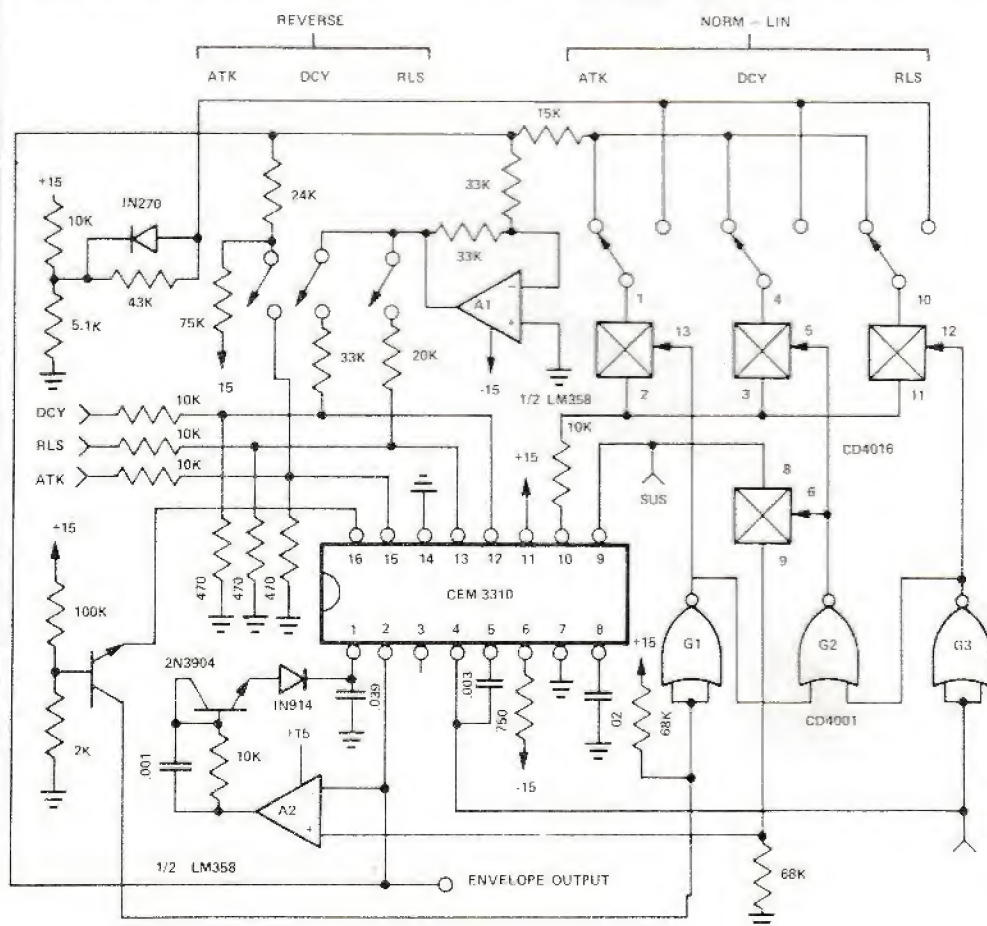 REVERSE
NORM - LIN
ATK DCY RLS
ATK DCY RLS
15K
+15
10K
IN270
24K
33K
33K
43K
5.1K
75K
A1
-
+
15
-15
1/2 LM358
33K
20K
1
4
10
13
5
12
2
3
11
DCY
10K
RLS
10K
ATK
10K
10K
+15
CD4016
SUS
8
6
9
+15
100K
2K
470
470
470
16 15 14 13 12 11 10 9
CEM 3310
1 2 3 4 5 6 7 8
G1
G2
G3
CD4001
2N3904
IN914
.039
.003
750
-15
.02
+15
68K
.001
10K
+15
A2
-
+
1/2 LM358
ENVELOPE OUTPUT
68K